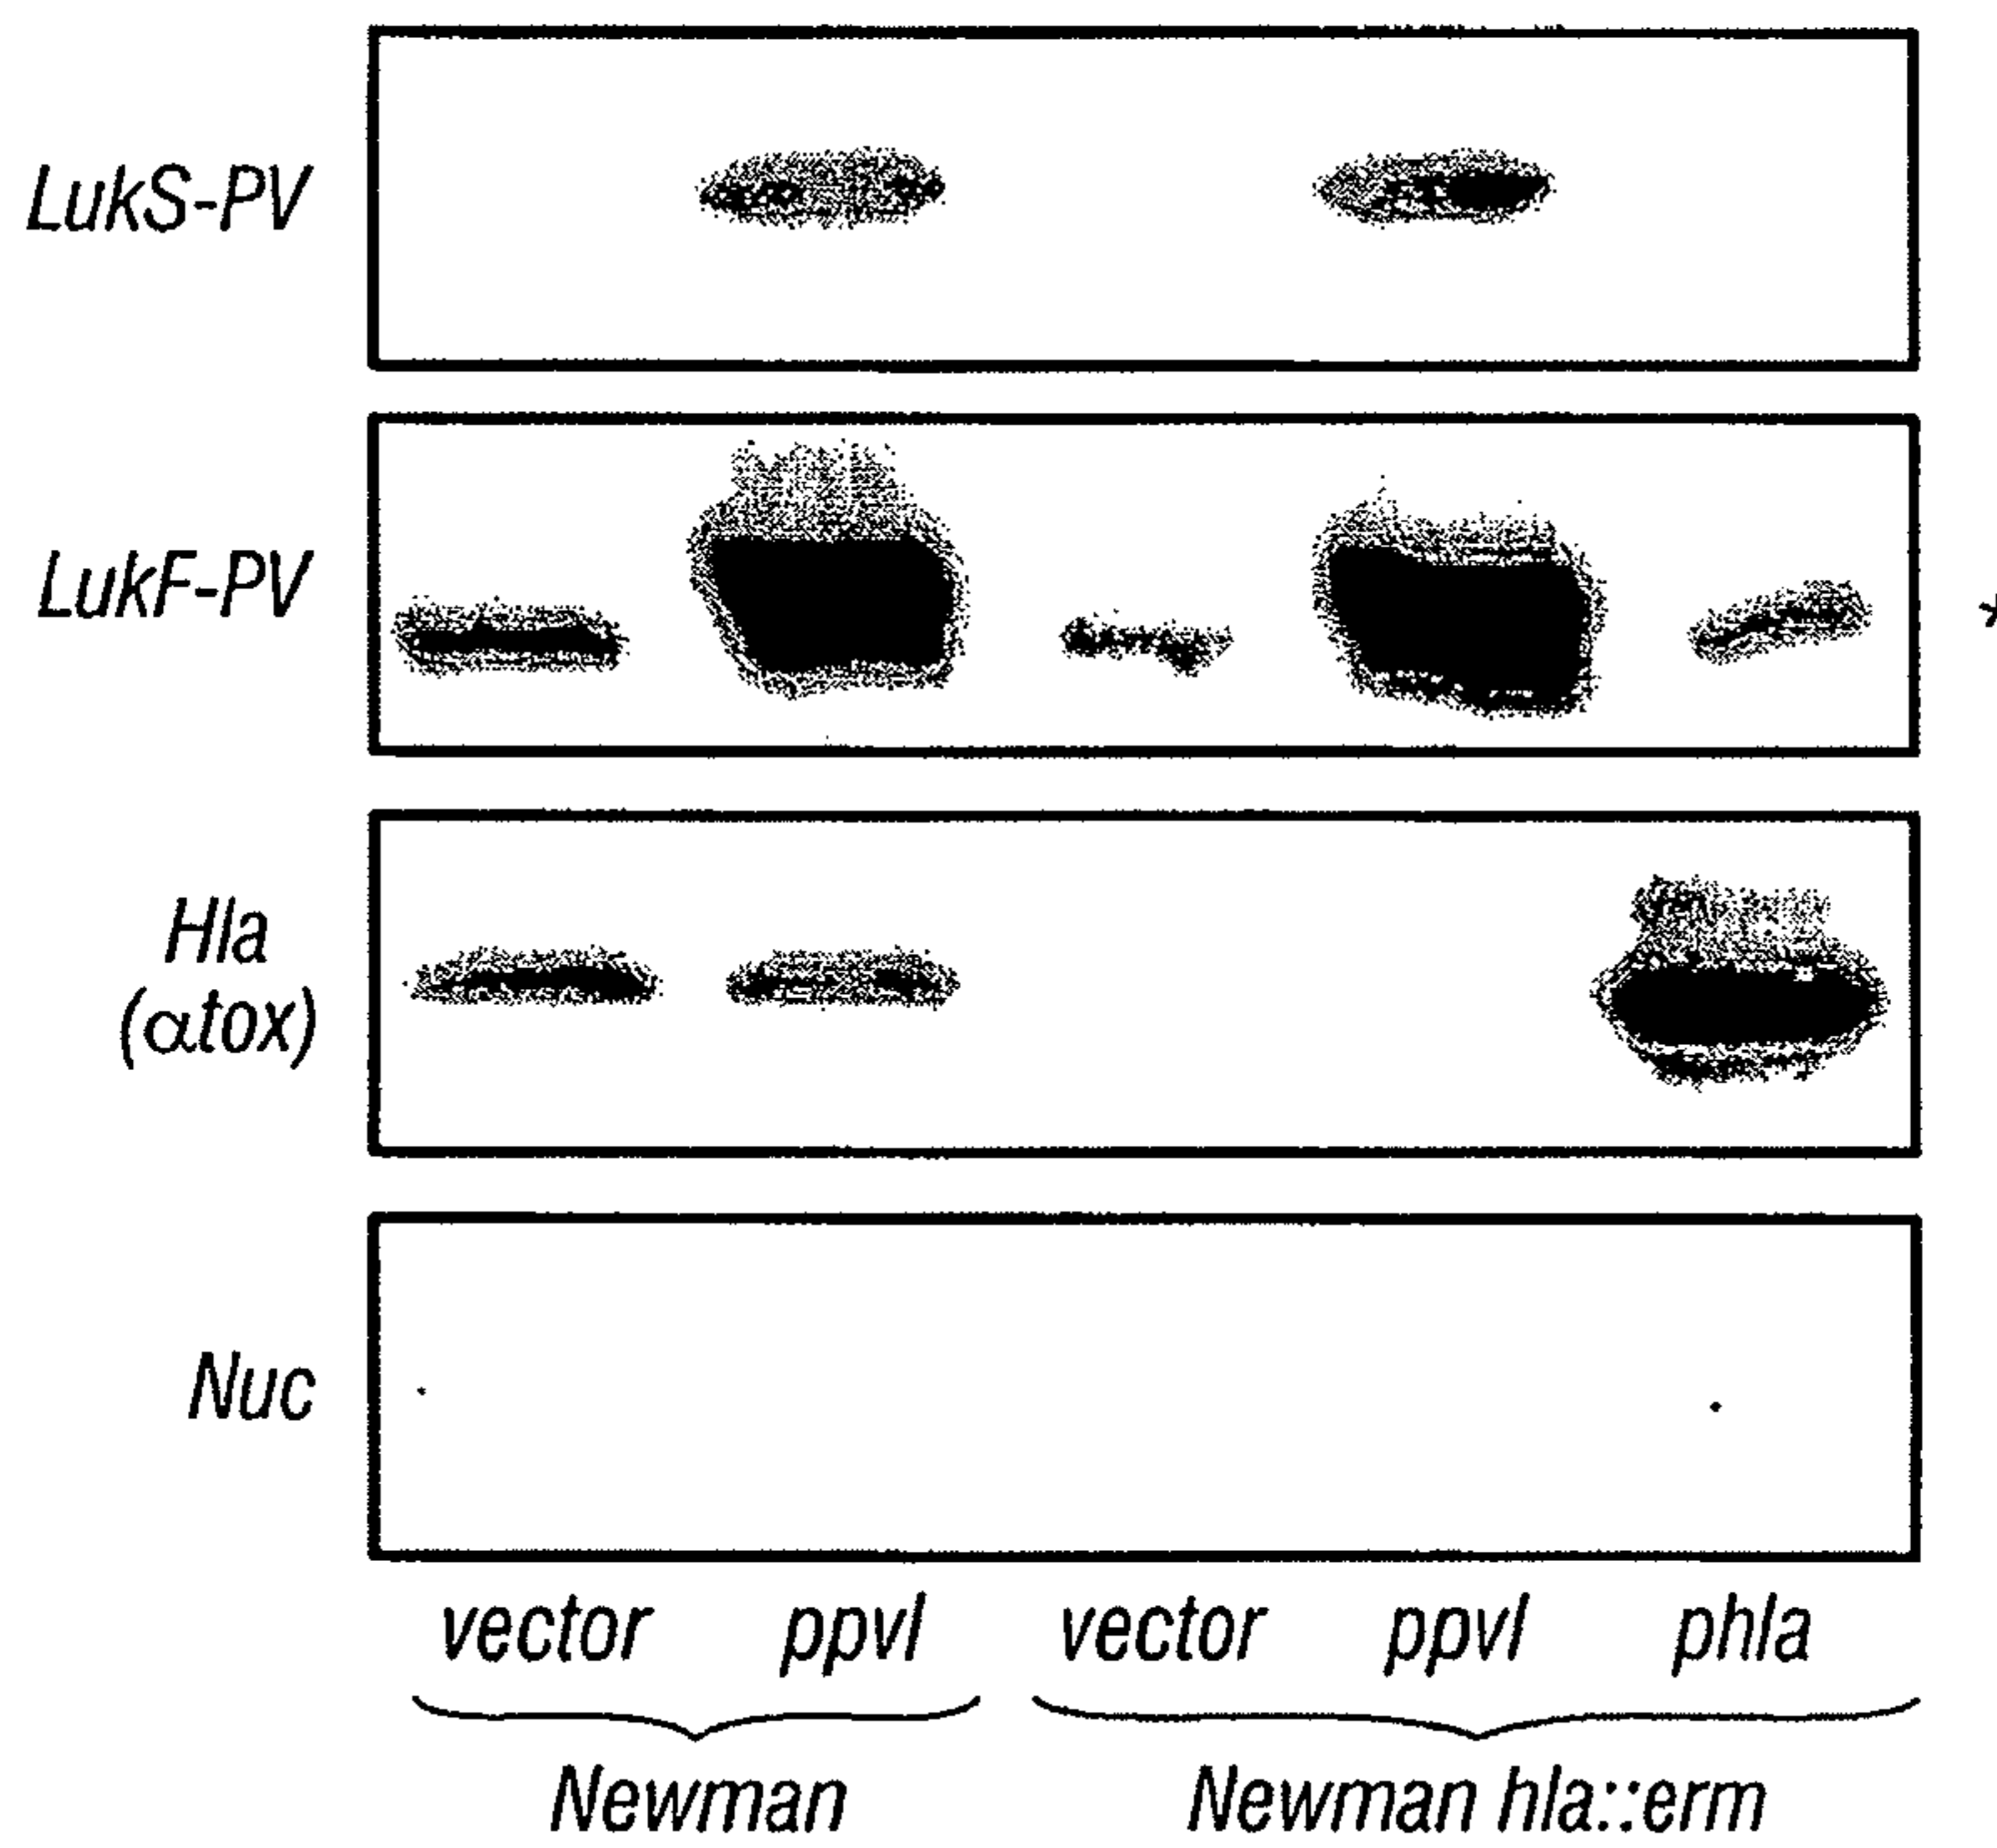 LukS-PV
LukF-PV
*
Hla
(αtox)
Nuc
vector ppvl vector ppvl phla
Newman Newman hla::erm